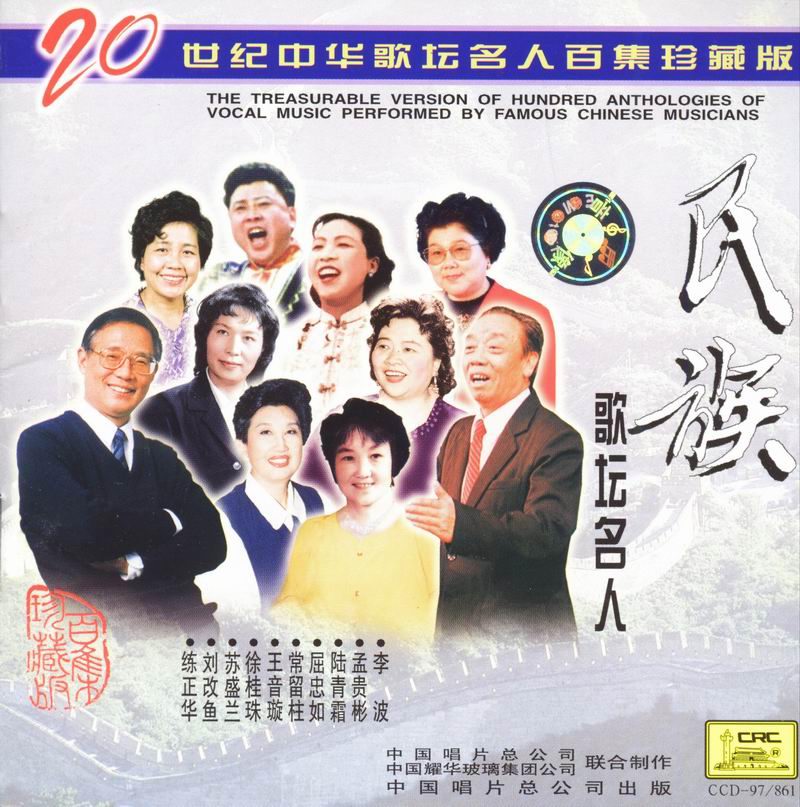 20 世纪中华歌坛名人百集珍藏版
THE TREASURABLE VERSION OF HUNDRED ANTHOLOGIES OF
VOCAL MUSIC PERFORMED BY FAMOUS CHINESE MUSICIANS
民族
歌坛名人
百集
珍藏版
李波
孟贵彬
陆青霜
屈忠如
常留柱
王音璇
徐桂珠
苏盛兰
刘改鱼
练正华
中国唱片总公司
中国耀华玻璃集团公司 联合制作
中国唱片总公司出版
CRC
®
CCD-97/861